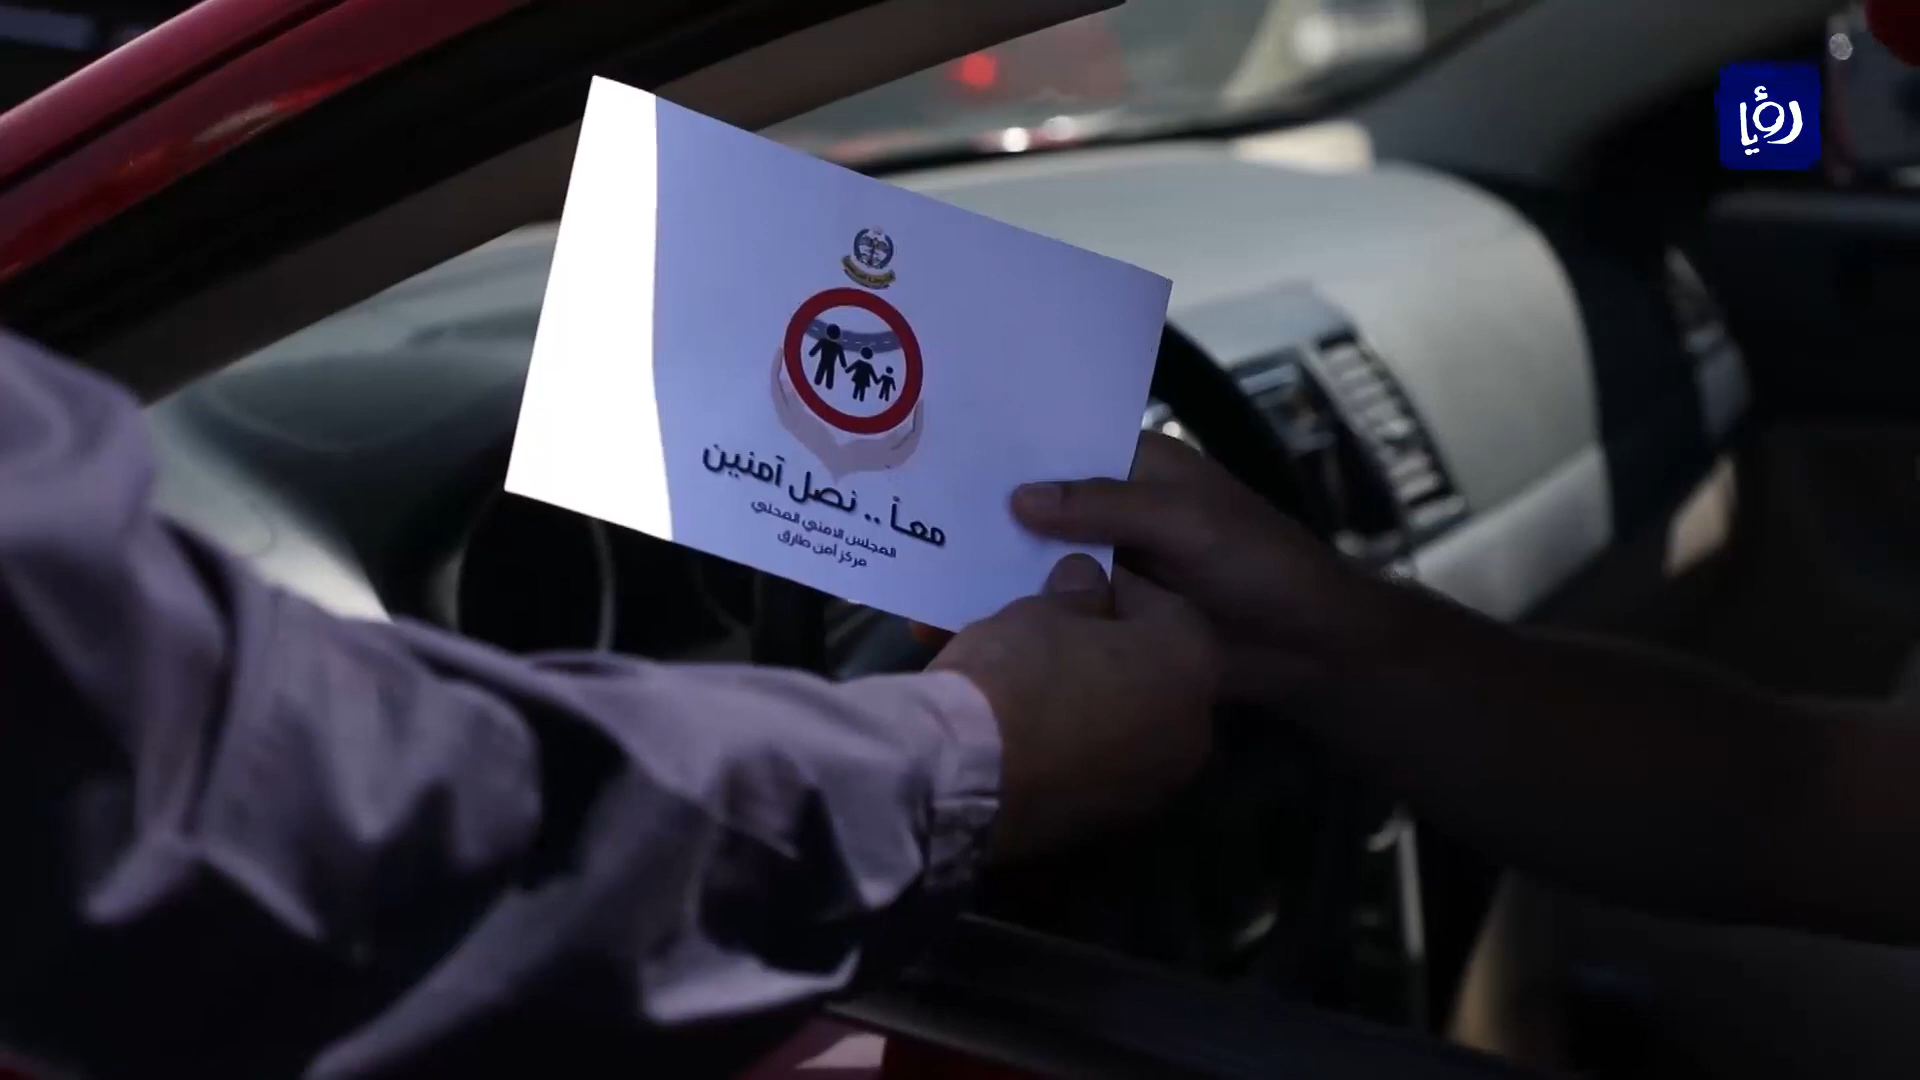 رؤيا
معاً .. نصل آمنين
المجلس الامني المحلي
مركز أمن طارق